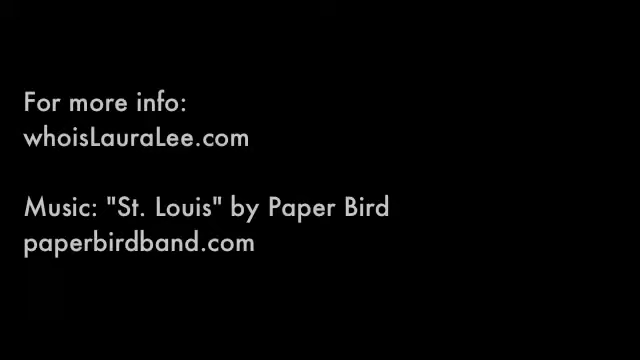 For more info:
whoisLauraLee.com
Music: "St. Louis" by Paper Bird
paperbirdband.com